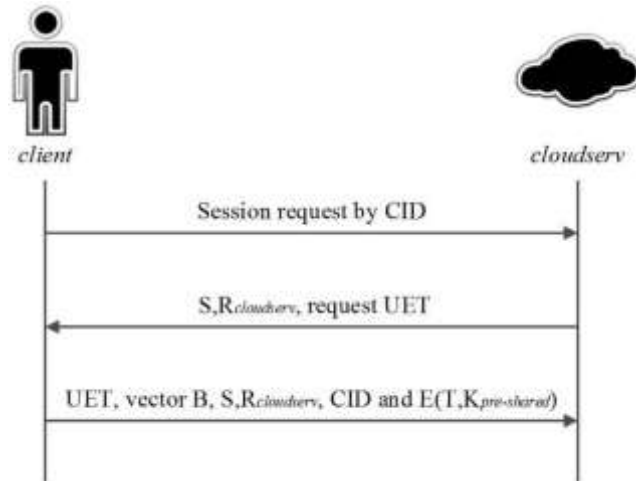 client
cloudserv
Session request by CID
S,Rcloudserv, request UET
UET, vector B, S,Rcloudserv, CID and E(T,Kpre-shared)